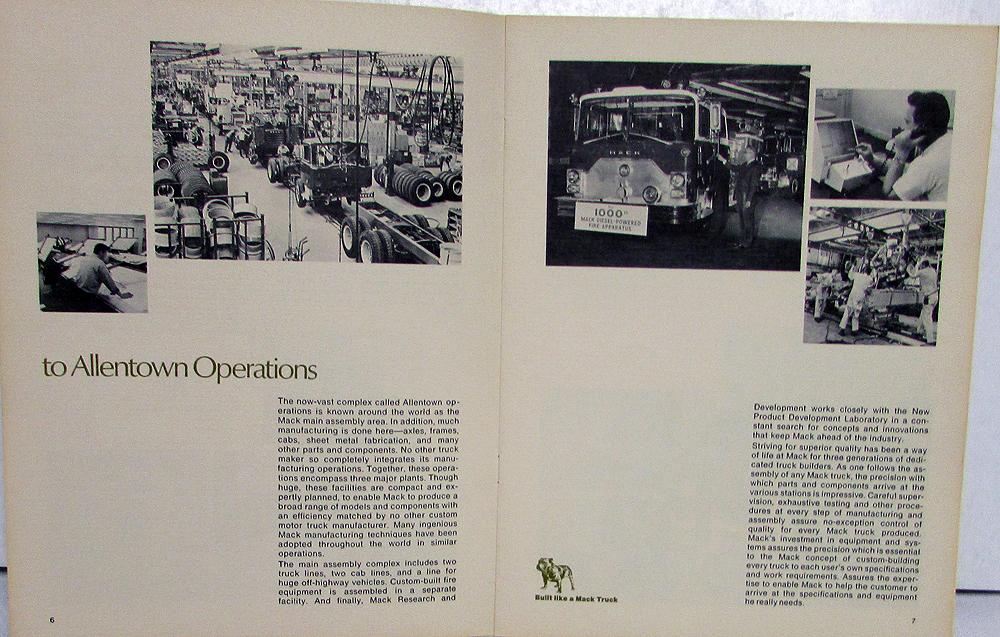 to Allentown Operations
The now-vast complex called Allentown op-
erations is known around the world as the
Mack main assembly area. In addition, much
manufacturing is done here—axles, frames,
cabs, sheet metal fabrication, and many
other parts and components. No other truck
maker so completely integrates its manu-
facturing operations. Together, these opera-
tions encompass three major plants. Though
huge, these facilities are compact and ex-
pertly planned, to enable Mack to produce a
broad range of models and components with
an efficiency matched by no other custom
motor truck manufacturer. Many ingenious
Mack manufacturing techniques have been
adopted throughout the world in similar
operations.
The main assembly complex includes two
truck lines, two cab lines, and a line for
huge off-highway vehicles. Custom-built fire
equipment is assembled in a separate
facility. And finally, Mack Research and
6
MACK
1000th
MACK DIESEL-POWERED
FIRE APPARATUS
Built like a Mack Truck
Development works closely with the New
Product Development Laboratory in a con-
stant search for concepts and innovations
that keep Mack ahead of the industry.
Striving for superior quality has been a way
of life at Mack for three generations of dedi-
cated truck builders. As one follows the as-
sembly of any Mack truck, the precision with
which parts and components arrive at the
various stations is impressive. Careful super-
vision, exhaustive testing and other proce-
dures at every step of manufacturing and
assembly assure no-exception control of
quality for every Mack truck produced.
Mack's investment in equipment and sys-
tems assures the precision which is essential
to the Mack concept of custom-building
every truck to each user's own specifications
and work requirements. Assures the exper-
tise to enable Mack to help the customer to
arrive at the specifications and equipment
he really needs.
7